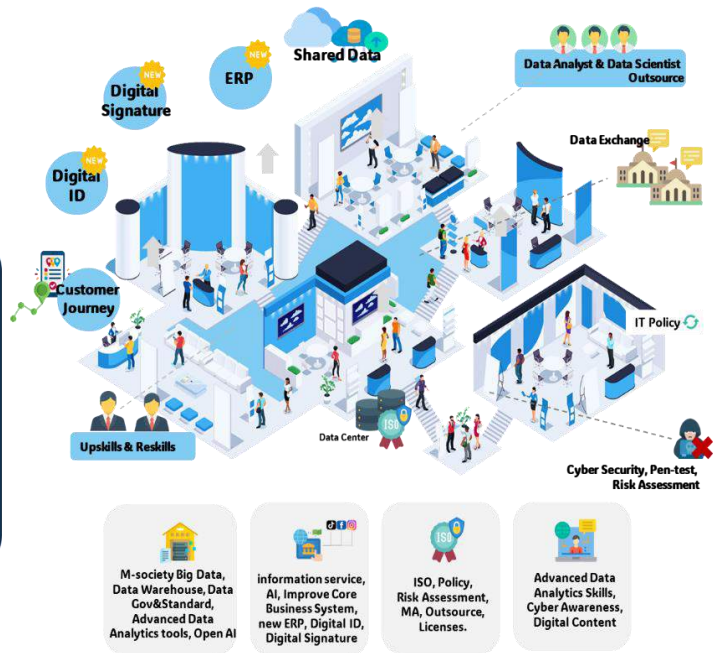 Shared Data
NEW
ERP
NEW
Digital
Signature
NEW
Digital
ID
Customer
Journey
Data Analyst & Data Scientist
Outsource
Data Exchange
IT Policy
Upskills & Reskills
Data Center
ISO
Cyber Security, Pen-test,
Risk Assessment
M-society Big Data,
Data Warehouse, Data
Gov&Standard,
Advanced Data
Analytics tools, Open AI
information service,
AI, Improve Core
Business System,
new ERP, Digital ID,
Digital Signature
ISO
ISO, Policy,
Risk Assessment,
MA, Outsource,
Licenses.
Advanced Data
Analytics Skills,
Cyber Awareness,
Digital Content